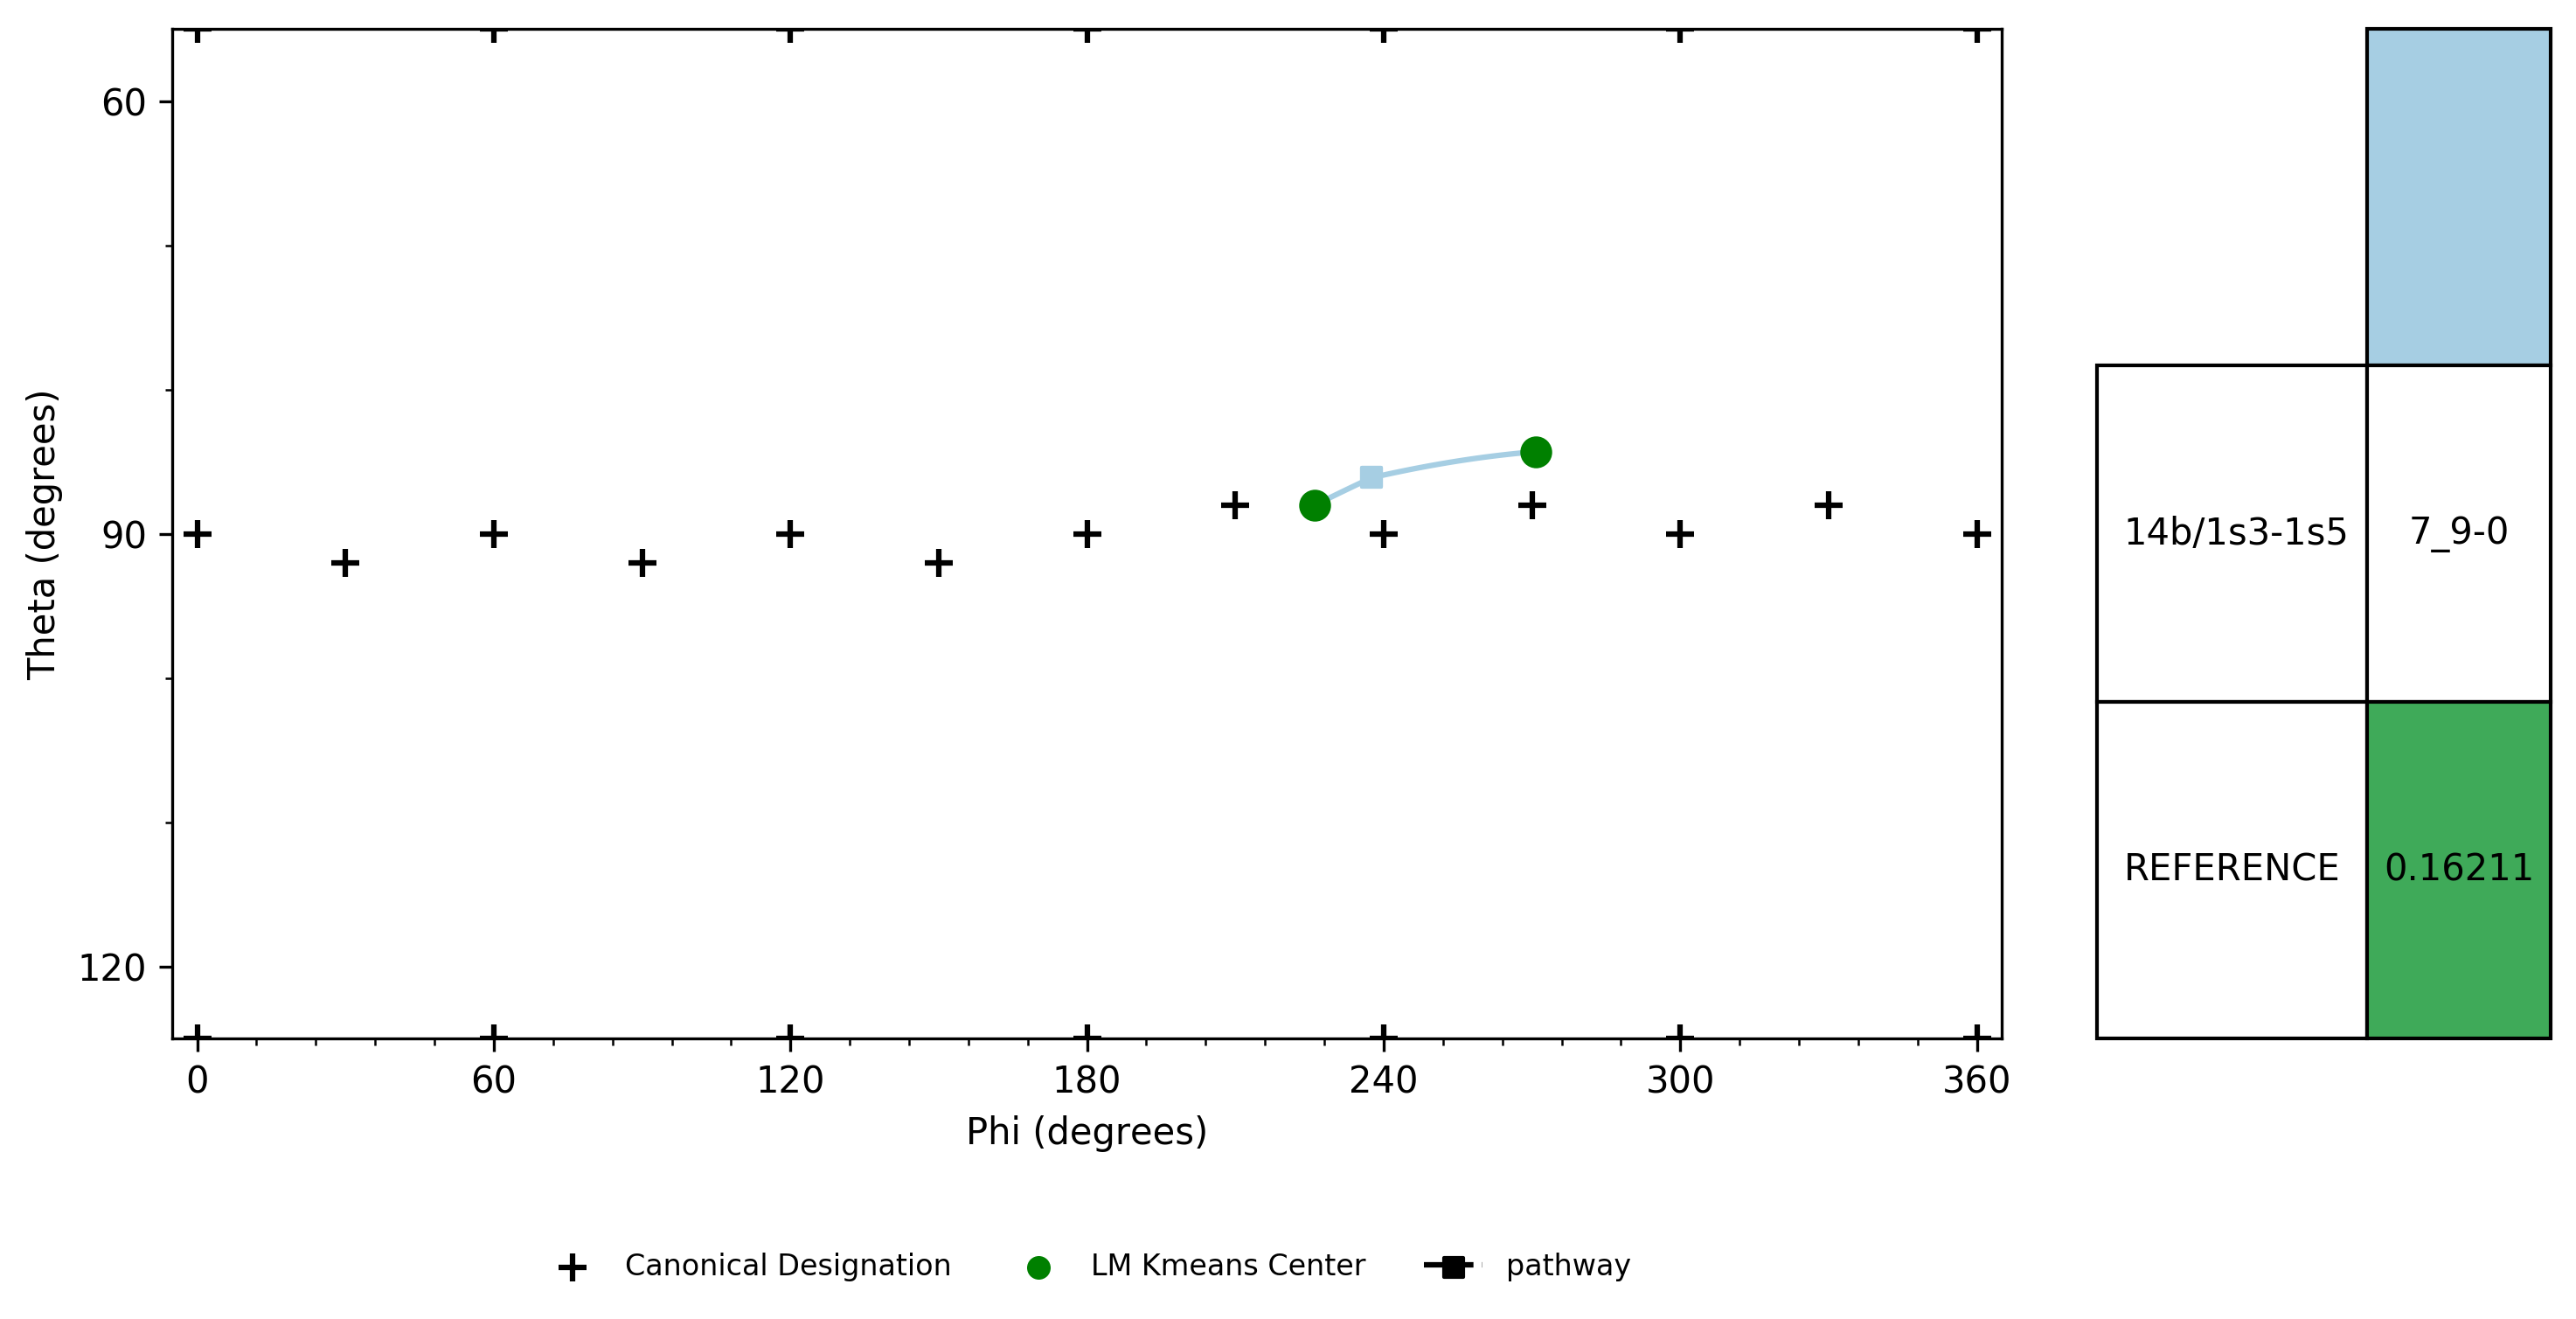 60
90
120
Theta (degrees)
0 60 120 180 240 300 360
Phi (degrees)
14b/1s3-1s5 7_9-0
REFERENCE 0.16211
Canonical Designation LM Kmeans Center pathway